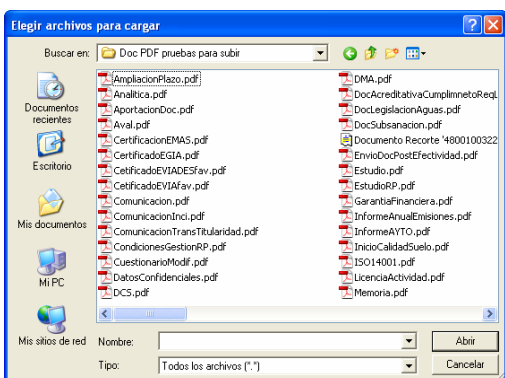 Elegir archivos para cargar
Buscar en: Doc PDF pruebas para subir
Documentos recientes
Escritorio
Mis documentos
Mi PC
Mis sitios de red
AmpliacionPlazo.pdf
Analitica.pdf
AportacionDoc.pdf
Aval.pdf
CertificacionEMAS.pdf
CertificadoEGIA.pdf
CetificadoEVIADESfav.pdf
CetificadoEVIAfav.pdf
Comunicacion.pdf
ComunicacionInci.pdf
ComunicacionTransTitularidad.pdf
CondicionesGestionRP.pdf
CuestionarioModif.pdf
DatosConfidenciales.pdf
DCS.pdf
DMA.pdf
DocAcreditativaCumplimnetoReqL
DocLegislacionAguas.pdf
DocSubsanacion.pdf
Documento Recorte '4800100322
EnvioDocPostEfectividad.pdf
Estudio.pdf
EstudioRP.pdf
GarantiaFinanciera.pdf
InformeAnualEmisiones.pdf
InformeAYTO.pdf
InicioCalidadSuelo.pdf
ISO14001.pdf
LicenciaActividad.pdf
Memoria.pdf
Nombre:
Abrir
Tipo: Todos los archivos (*.*)
Cancelar